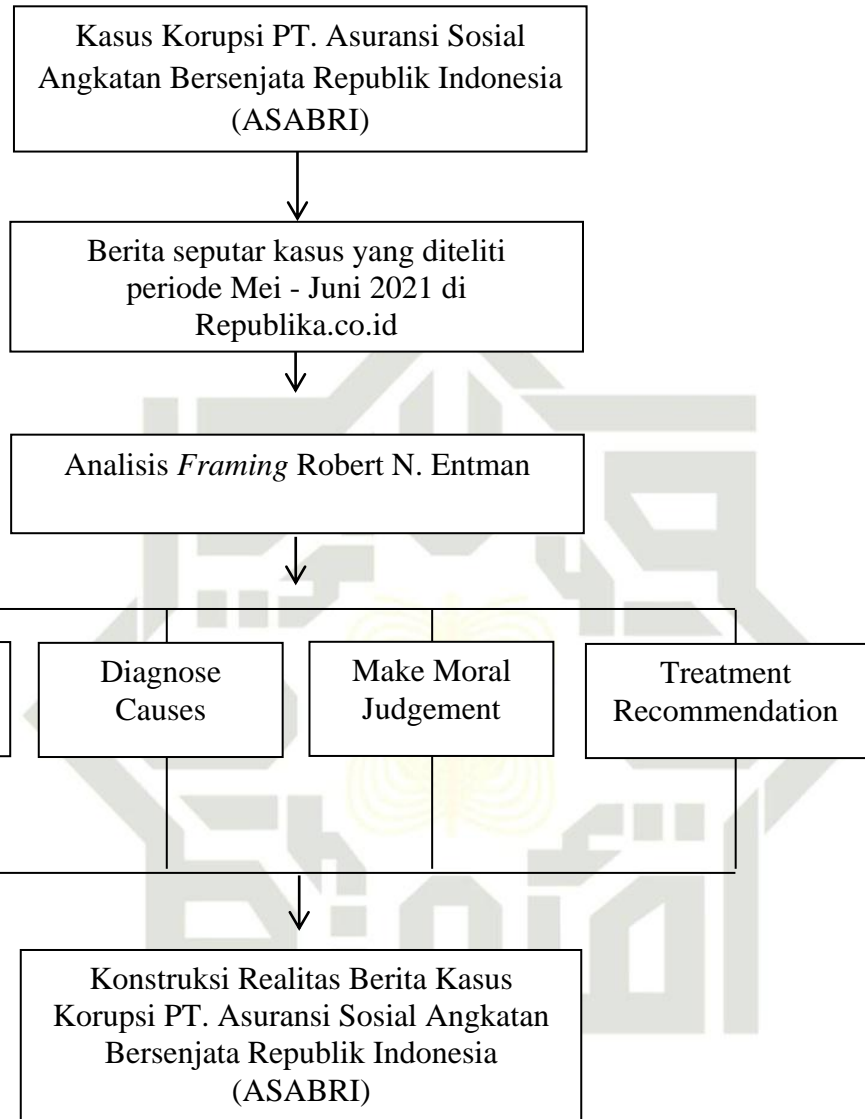 Kasus Korupsi PT. Asuransi Sosial
Angkatan Bersenjata Republik Indonesia
(ASABRI)
Berita seputar kasus yang diteliti
periode Mei - Juni 2021 di
Republika.co.id
Analisis Framing Robert N. Entman
Diagnose
Causes
Make Moral
Judgement
Treatment
Recommendation
Konstruksi Realitas Berita Kasus
Korupsi PT. Asuransi Sosial Angkatan
Bersenjata Republik Indonesia
(ASABRI)